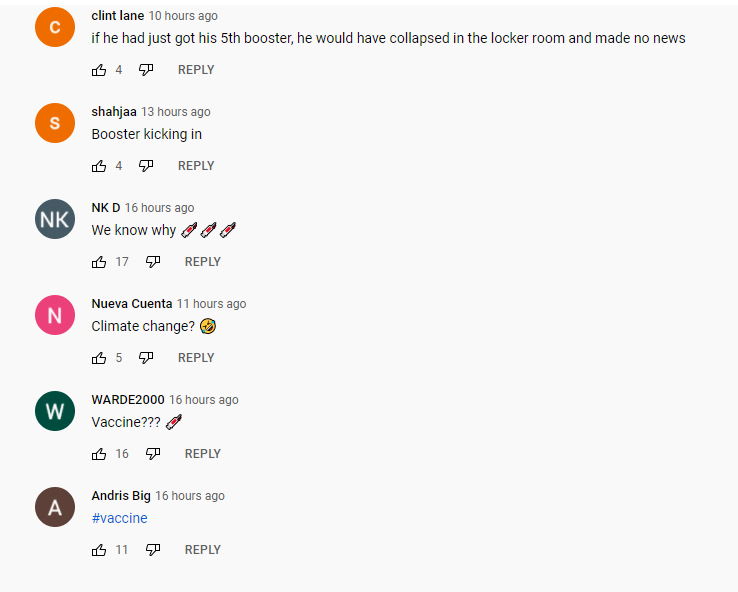 C
clint lane 10 hours ago
if he had just got his 5th booster, he would have collapsed in the locker room and made no news
4 REPLY
S
shahjaa 13 hours ago
Booster kicking in
4 REPLY
NK
NK D 16 hours ago
We know why 💉💉💉
17 REPLY
N
Nueva Cuenta 11 hours ago
Climate change? 🤣
5 REPLY
W
WARDE2000 16 hours ago
Vaccine??? 💉
16 REPLY
A
Andris Big 16 hours ago
#vaccine
11 REPLY